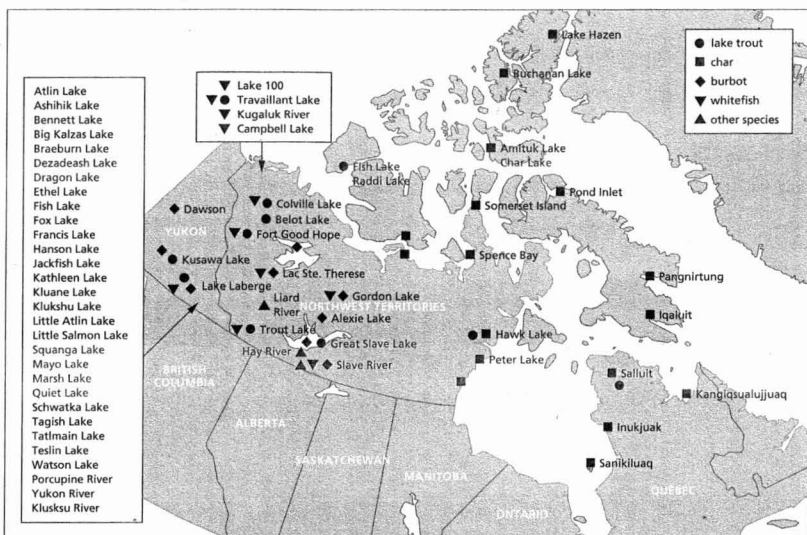 Atlin Lake
Ashihik Lake
Bennett Lake
Big Kalzas Lake
Braeburn Lake
Dezadeash Lake
Dragon Lake
Ethel Lake
Fish Lake
Fox Lake
Francis Lake
Hanson Lake
Jackfish Lake
Kathleen Lake
Kluane Lake
Klukshu Lake
Little Atlin Lake
Little Salmon Lake
Squanga Lake
Mayo Lake
Marsh Lake
Quiet Lake
Schwatka Lake
Tagish Lake
Tatlmain Lake
Teslin Lake
Watson Lake
Porcupine River
Yukon River
Klusksu River
Lake 100
Travaillant Lake
Kugaluk River
Campbell Lake
lake trout
char
burbot
whitefish
other species
Lake Hazen
Buchanan Lake
Amituk Lake
Char Lake
Fish Lake
Raddi Lake
Pond Inlet
Somerset Island
Colville Lake
Dawson
Belot Lake
YUKON
Fort Good Hope
Kusawa Lake
Spence Bay
Lac Ste. Therese
Pangnirtung
Lake Laberge
Gordon Lake
Liard
River
NORTHWEST TERRITORIES
Alexie Lake
Iqaluit
Trout Lake
Hawk Lake
Great Slave Lake
Hay River
Peter Lake
Slave River
BRITISH
COLUMBIA
Salluit
Kangiqsualujjuaq
ALBERTA
Inukjuak
SASKATCHEWAN
Sanikiluaq
MANITOBA
QUEBEC
ONTARIO